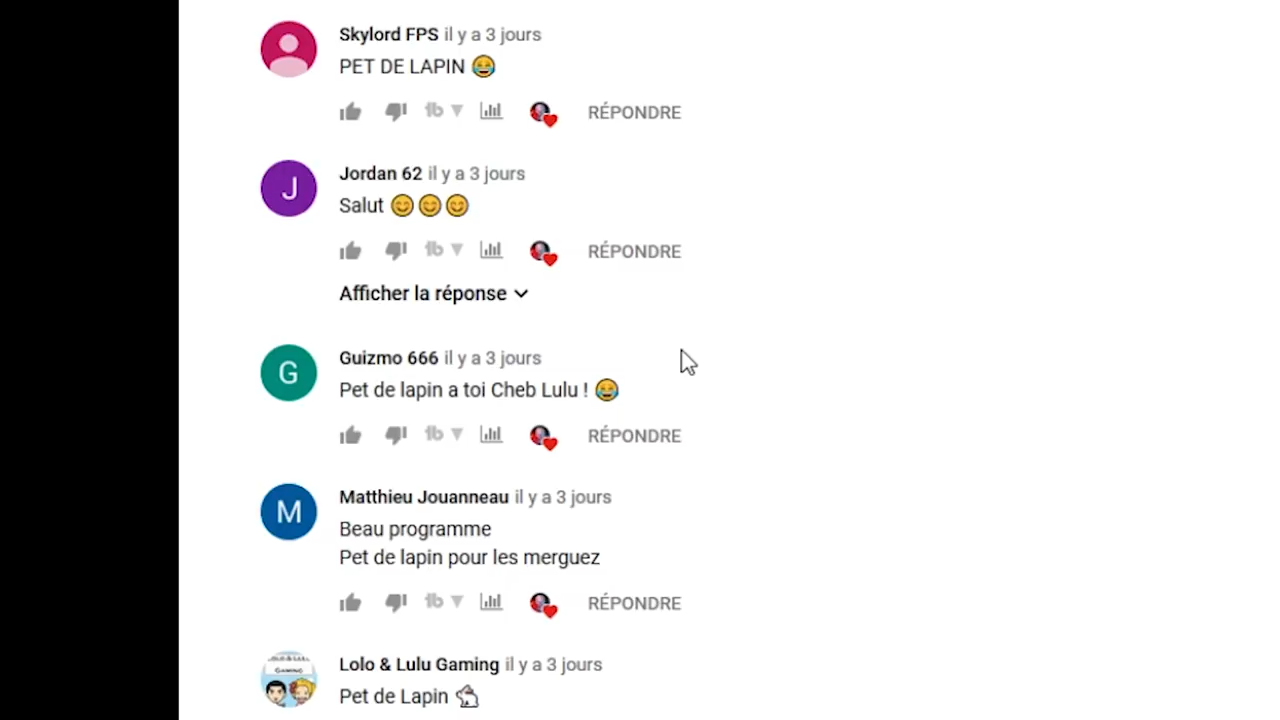 Skylord FPS il y a 3 jours
PET DE LAPIN 😂
RÉPONDRE
J
Jordan 62 il y a 3 jours
Salut 😊😊😊
RÉPONDRE
Afficher la réponse
G
Guizmo 666 il y a 3 jours
Pet de lapin a toi Cheb Lulu ! 😂
RÉPONDRE
M
Matthieu Jouanneau il y a 3 jours
Beau programme
Pet de lapin pour les merguez
RÉPONDRE
GAMING
Lolo & Lulu Gaming il y a 3 jours
Pet de Lapin 🐇